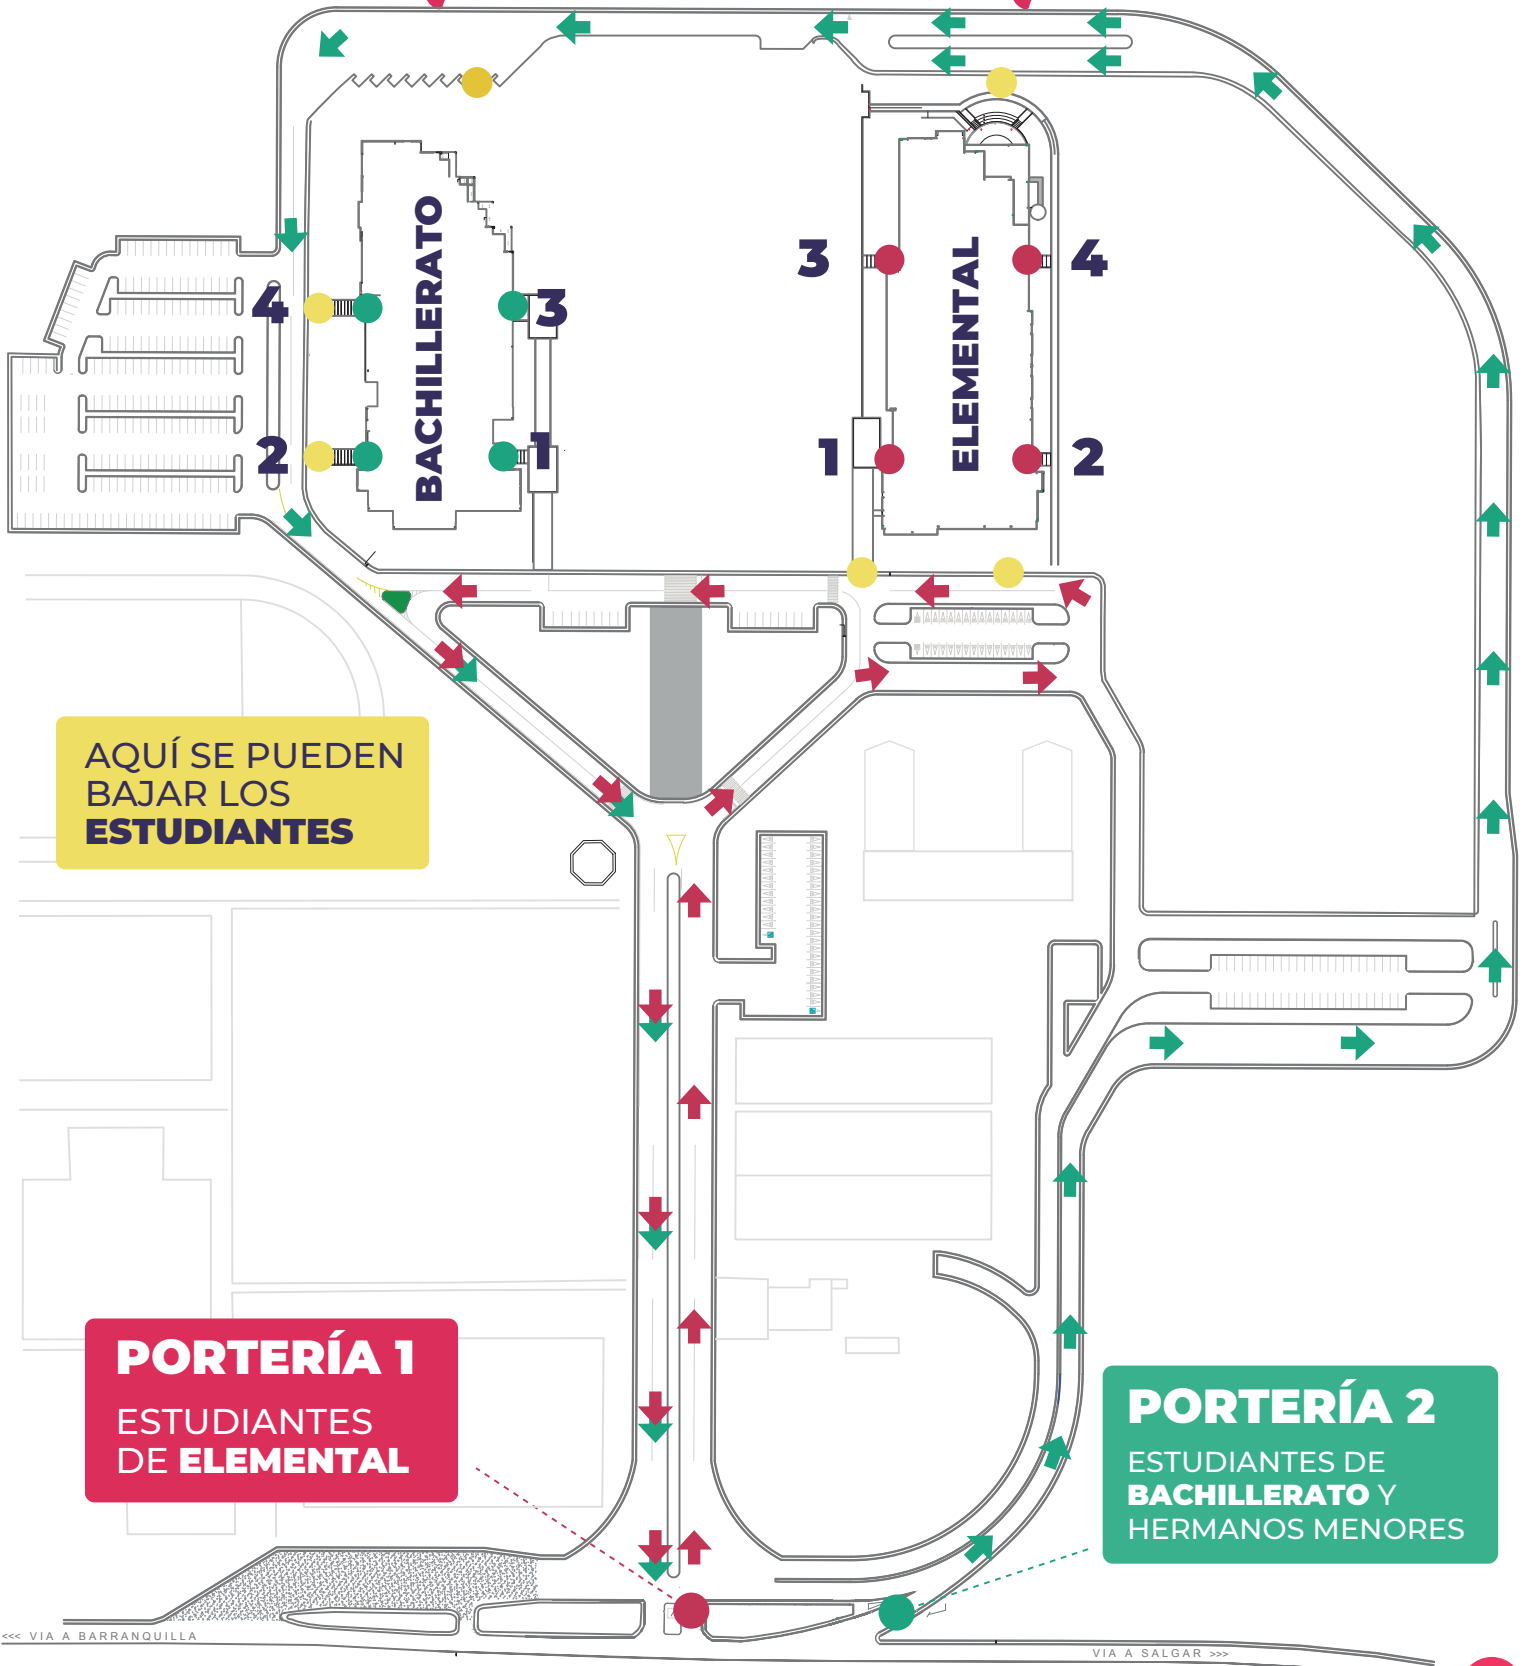 BACHILLERATO
ELEMENTAL
3
4
4
3
2
1
1
2
AQUÍ SE PUEDEN
BAJAR LOS
ESTUDIANTES
PORTERÍA 1
ESTUDIANTES
DE ELEMENTAL
PORTERÍA 2
ESTUDIANTES DE
BACHILLERATO Y
HERMANOS MENORES
<<< VIA A BARRANQUILLA
VIA A SALGAR >>>